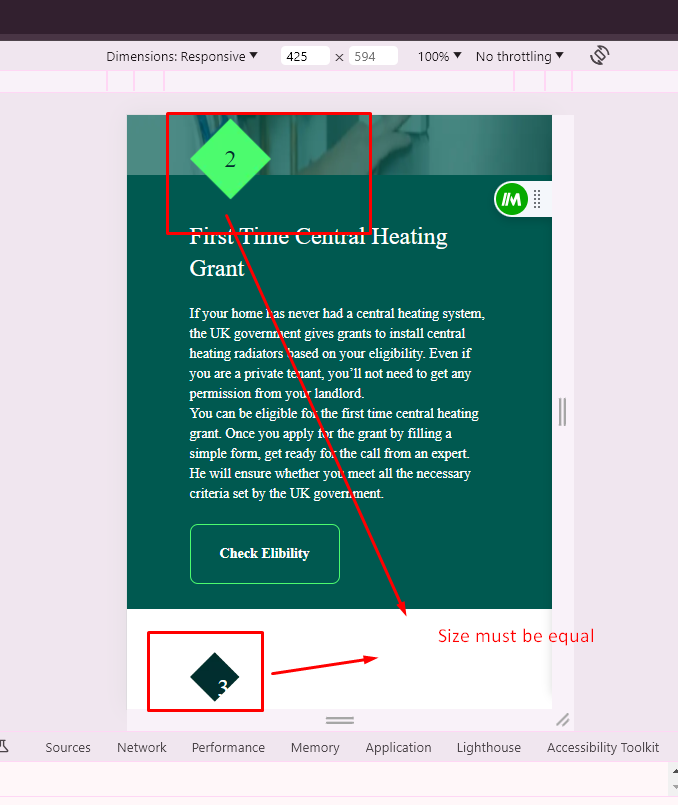 Dimensions: Responsive ▼ 425 × 594 100% ▼ No throttling ▼
2
First Time Central Heating
Grant
If your home has never had a central heating system,
the UK government gives grants to install central
heating radiators based on your eligibility. Even if
you are a private tenant, you’ll not need to get any
permission from your landlord.
You can be eligible for the first time central heating
grant. Once you apply for the grant by filling a
simple form, get ready for the call from an expert.
He will ensure whether you meet all the necessary
criteria set by the UK government.
Check Elibility
Size must be equal
3
Sources Network Performance Memory Application Lighthouse Accessibility Toolkit